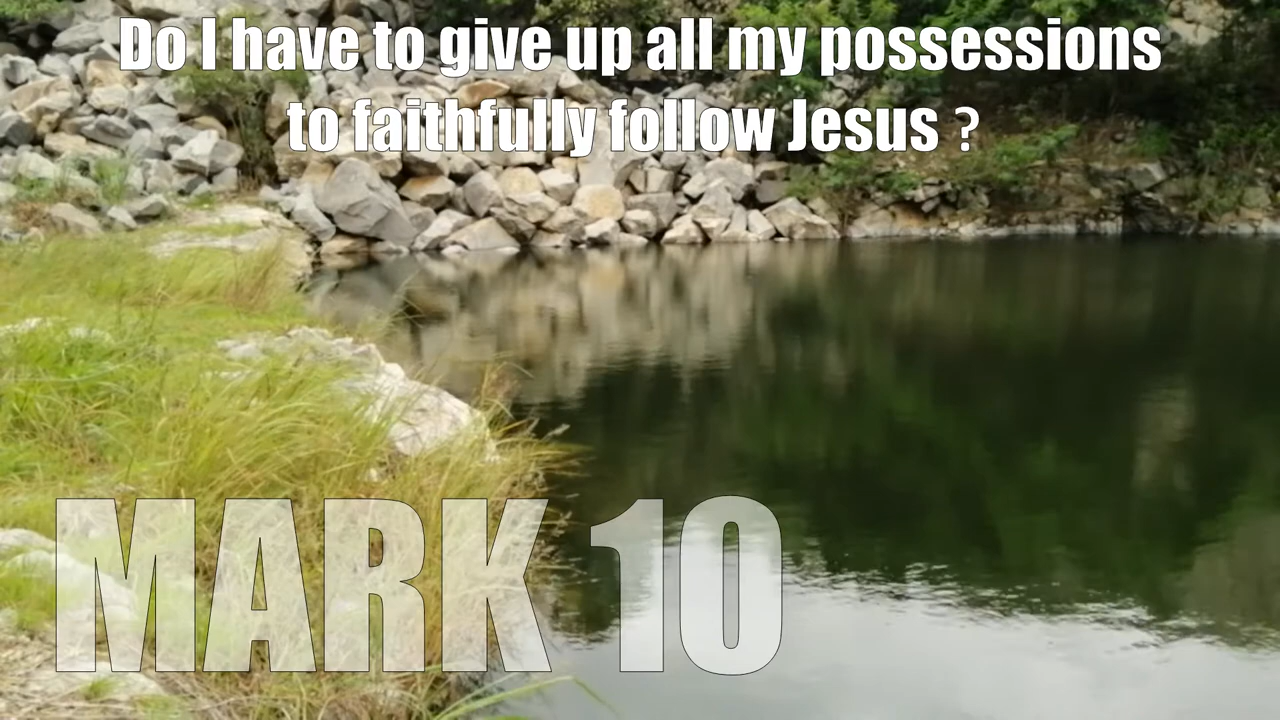 Do I have to give up all my possessions
to faithfully follow Jesus ?
MARK 10